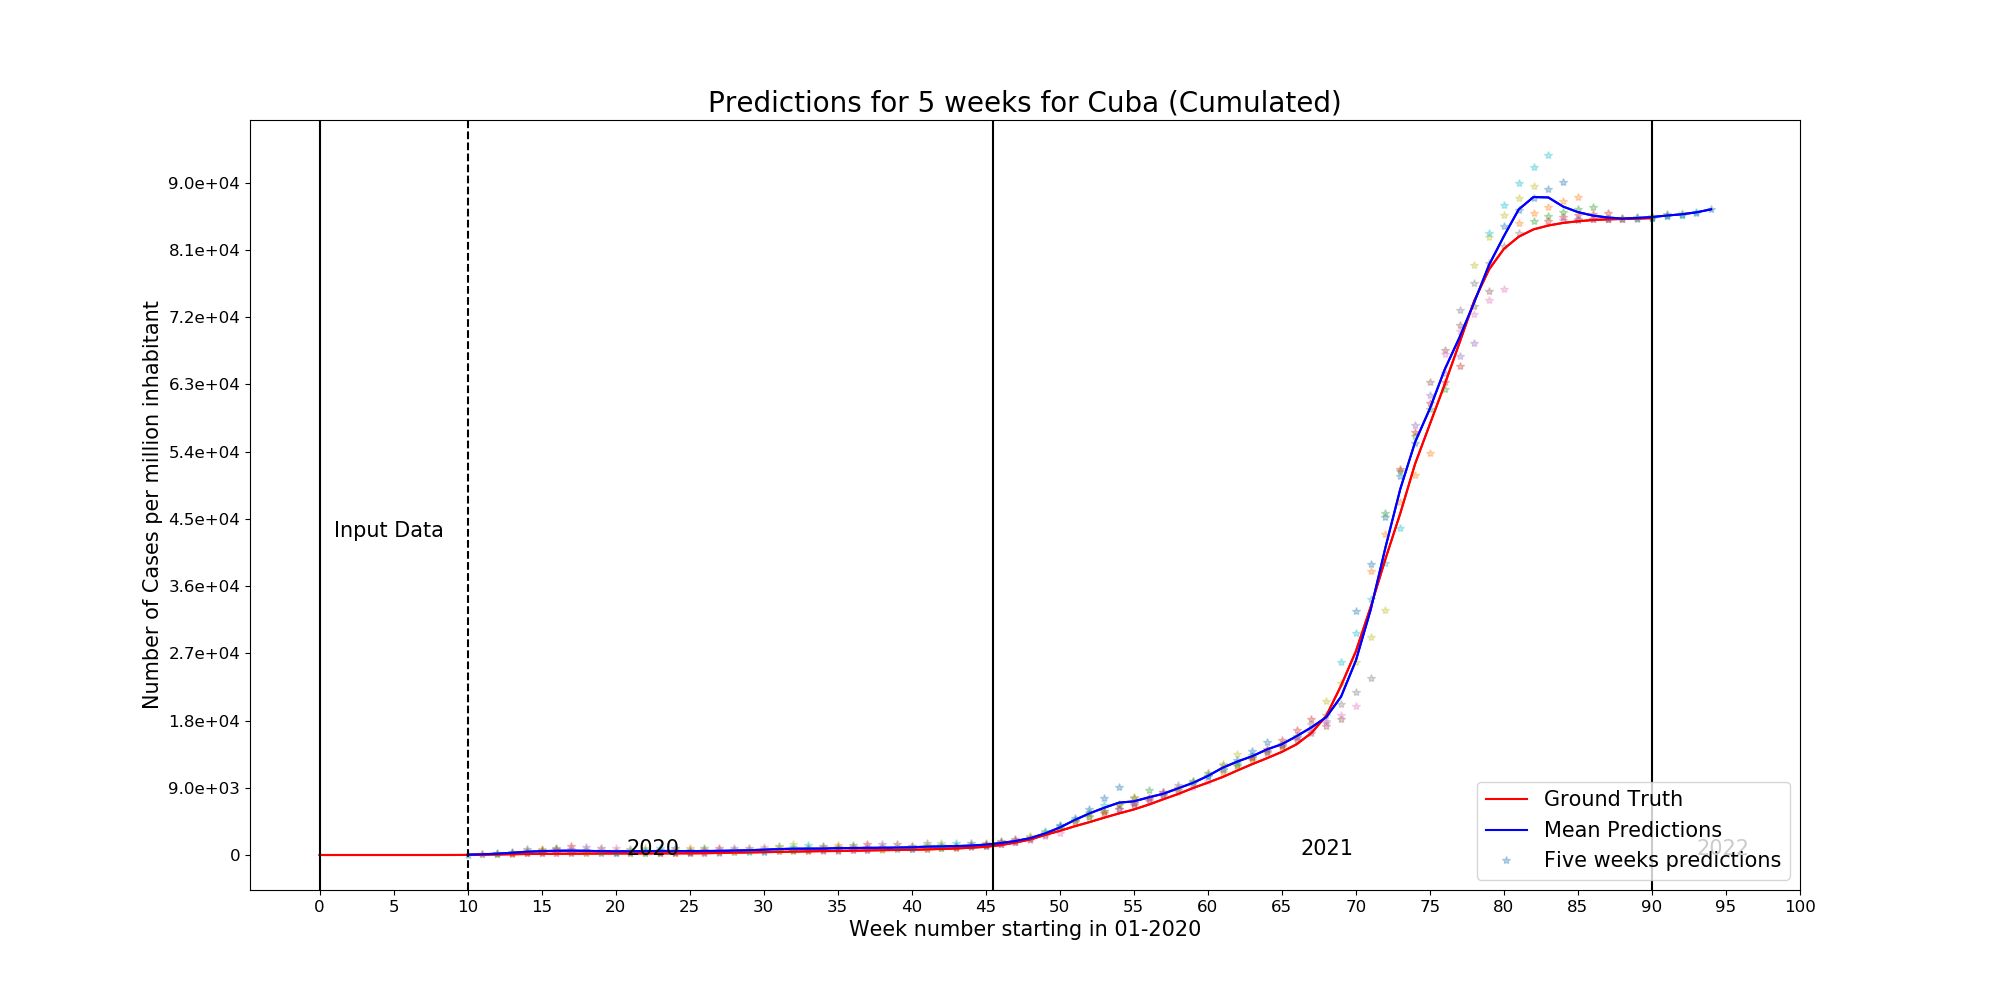 Predictions for 5 weeks for Cuba (Cumulated)
Number of Cases per million inhabitant
9.0e+04
8.1e+04
7.2e+04
6.3e+04
5.4e+04
4.5e+04
3.6e+04
2.7e+04
1.8e+04
9.0e+03
0
Input Data
2020
2021
2022
Ground Truth
Mean Predictions
Five weeks predictions
0 5 10 15 20 25 30 35 40 45 50 55 60 65 70 75 80 85 90 95 100
Week number starting in 01-2020